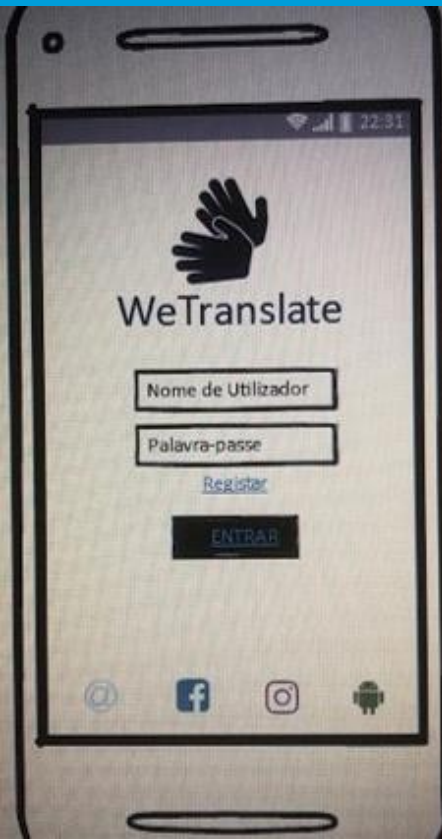 22:31
WeTranslate
Nome de Utilizador
Palavra-passe
Registar
ENTRAR
@